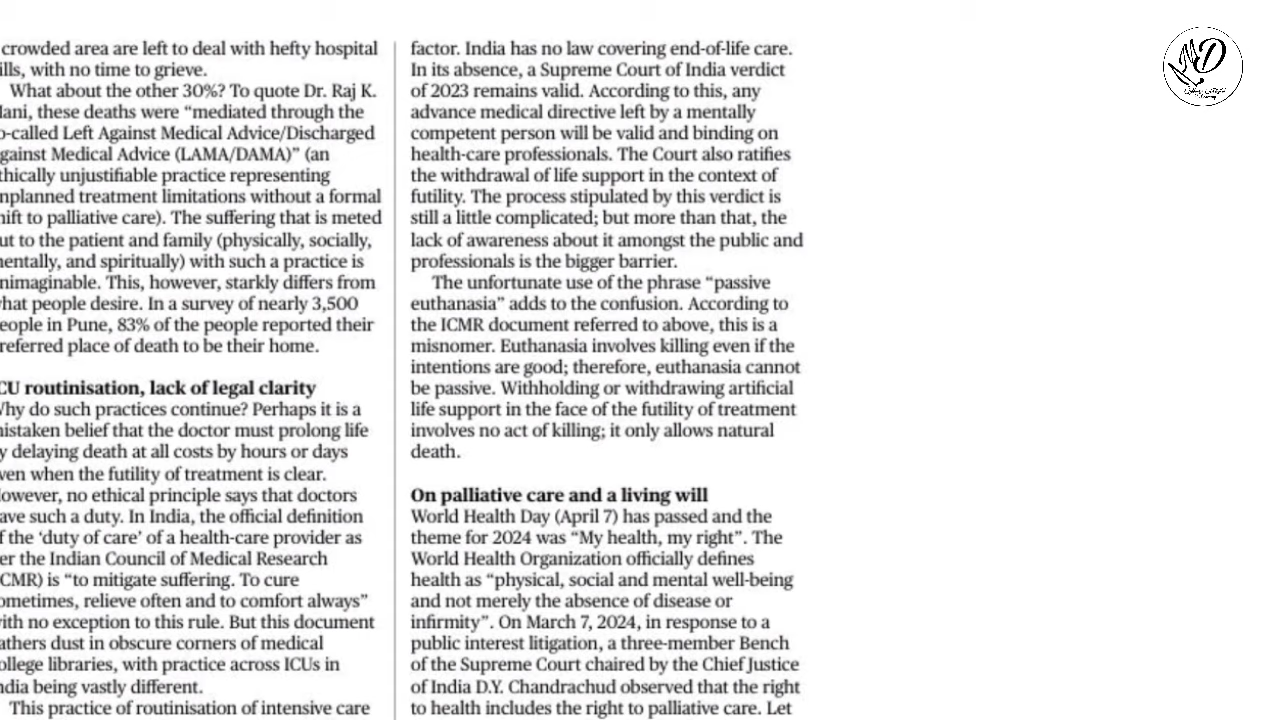 crowded area are left to deal with hefty hospital
ills, with no time to grieve.
What about the other 30%? To quote Dr. Raj K.
lani, these deaths were “mediated through the
o-called Left Against Medical Advice/Discharged
gainst Medical Advice (LAMA/DAMA)” (an
thically unjustifiable practice representing
nplanned treatment limitations without a formal
hift to palliative care). The suffering that is meted
ut to the patient and family (physically, socially,
nentally, and spiritually) with such a practice is
nimaginable. This, however, starkly differs from
hat people desire. In a survey of nearly 3,500
eople in Pune, 83% of the people reported their
referred place of death to be their home.
CU routinisation, lack of legal clarity
Why do such practices continue? Perhaps it is a
nistaken belief that the doctor must prolong life
y delaying death at all costs by hours or days
ven when the futility of treatment is clear.
owever, no ethical principle says that doctors
ave such a duty. In India, the official definition
f the ‘duty of care’ of a health-care provider as
er the Indian Council of Medical Research
CMR) is “to mitigate suffering. To cure
ometimes, relieve often and to comfort always”
ith no exception to this rule. But this document
athers dust in obscure corners of medical
ollege libraries, with practice across ICUs in
ndia being vastly different.
This practice of routinisation of intensive care
factor. India has no law covering end-of-life care.
In its absence, a Supreme Court of India verdict
of 2023 remains valid. According to this, any
advance medical directive left by a mentally
competent person will be valid and binding on
health-care professionals. The Court also ratifies
the withdrawal of life support in the context of
futility. The process stipulated by this verdict is
still a little complicated; but more than that, the
lack of awareness about it amongst the public and
professionals is the bigger barrier.
The unfortunate use of the phrase “passive
euthanasia” adds to the confusion. According to
the ICMR document referred to above, this is a
misnomer. Euthanasia involves killing even if the
intentions are good; therefore, euthanasia cannot
be passive. Withholding or withdrawing artificial
life support in the face of the futility of treatment
involves no act of killing; it only allows natural
death.
On palliative care and a living will
World Health Day (April 7) has passed and the
theme for 2024 was “My health, my right”. The
World Health Organization officially defines
health as “physical, social and mental well-being
and not merely the absence of disease or
infirmity”. On March 7, 2024, in response to a
public interest litigation, a three-member Bench
of the Supreme Court chaired by the Chief Justice
of India D.Y. Chandrachud observed that the right
to health includes the right to palliative care. Let
MD